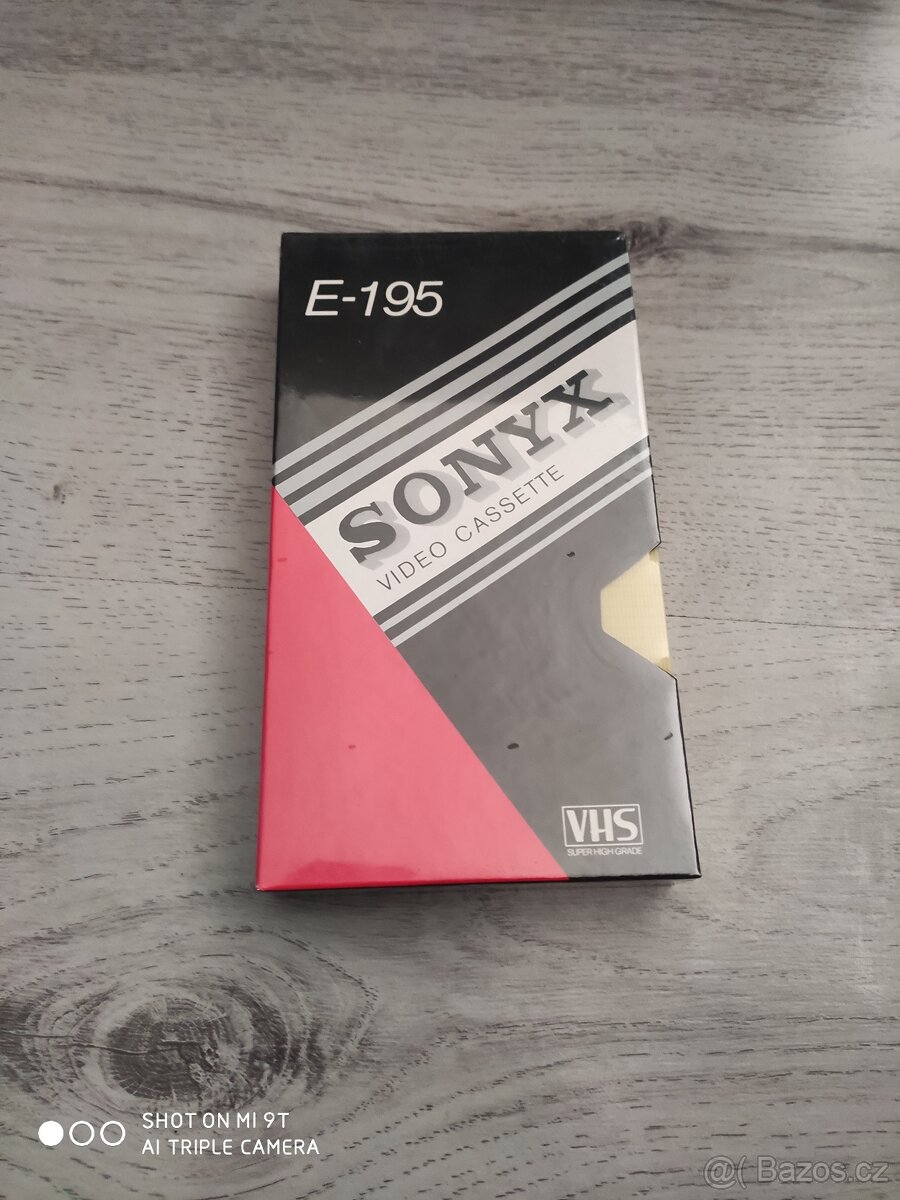 E-195
SONYX
VIDEO CASSETTE
VHS
SUPER HIGH GRADE
SHOT ON MI 9T
AI TRIPLE CAMERA
@( Bazos.cz